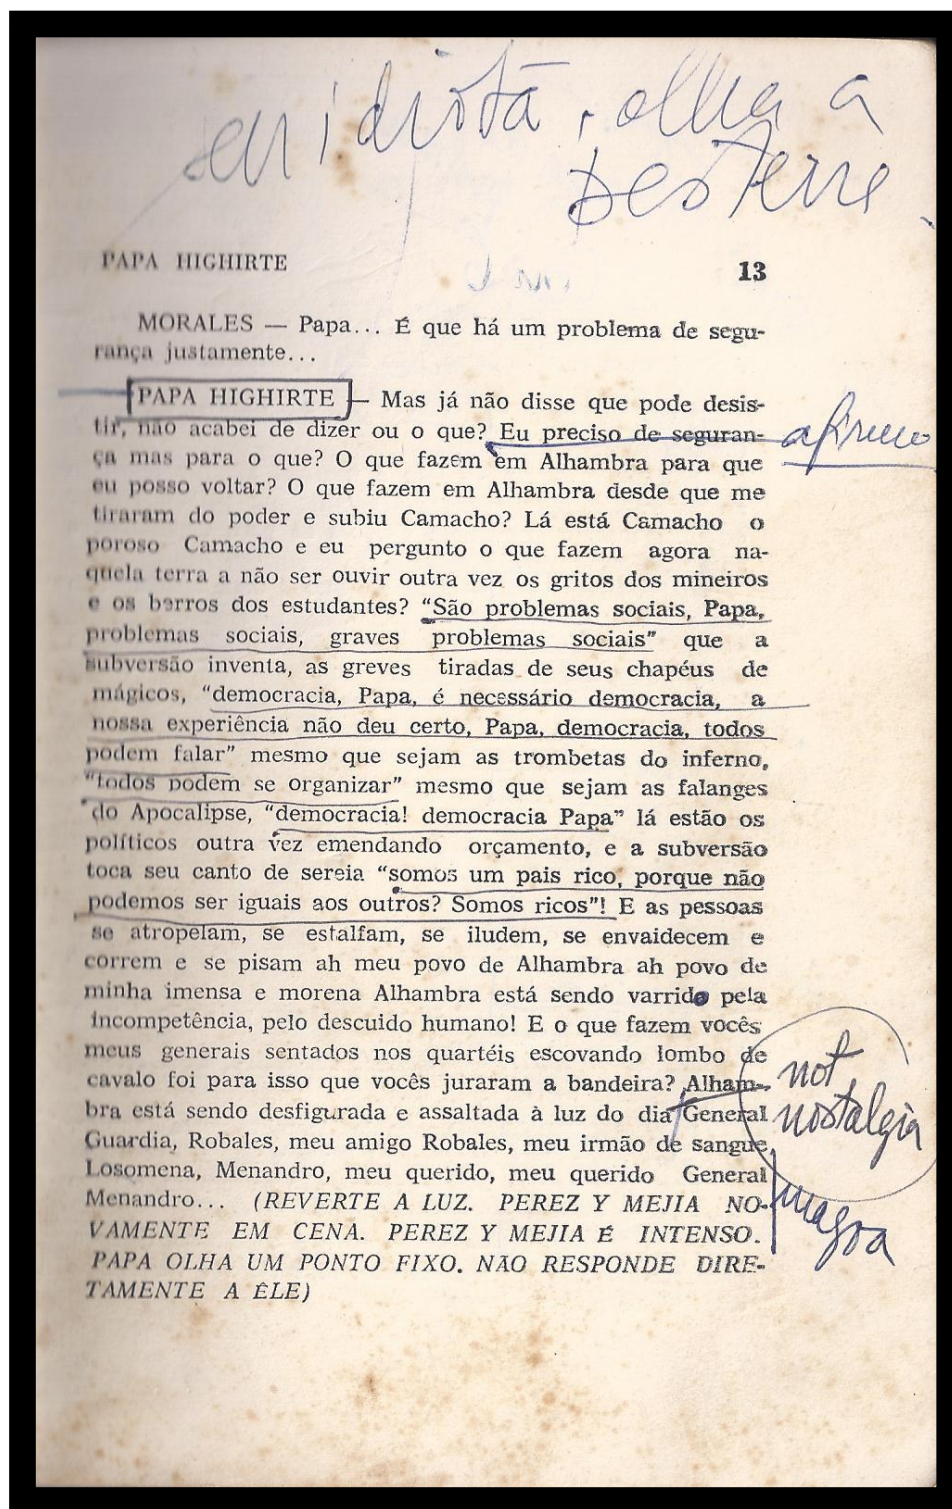 idiota, olha a
PAPA HIGHIRTE 13
MORALES — Papa... É que há um problema de segu-
rança justamente...
PAPA HIGHIRTE — Mas já não disse que pode desis-
tir, não acabei de dizer ou o que? Eu preciso de seguran-
ça mas para o que? O que fazem em Alhambra para que
eu posso voltar? O que fazem em Alhambra desde que me
tiraram do poder e subiu Camacho? Lá está Camacho o
poroso Camacho e eu pergunto o que fazem agora na-
quela terra a não ser ouvir outra vez os gritos dos mineiros
e os berros dos estudantes? "São problemas sociais, Papa,
problemas sociais, graves problemas sociais" que a
subversão inventa, as greves tiradas de seus chapéus de
mágicos, "democracia, Papa, é necessário democracia, a
nossa experiência não deu certo, Papa, democracia, todos
podem falar" mesmo que sejam as trombetas do inferno,
"todos podem se organizar" mesmo que sejam as falanges
do Apocalipse, "democracia! democracia Papa" lá estão os
políticos outra vez emendando orçamento, e a subversão
toca seu canto de sereia "somos um pais rico, porque não
podemos ser iguais aos outros? Somos ricos"! E as pessoas
se atropelam, se estalfam, se iludem, se envaidecem e
correm e se pisam ah meu povo de Alhambra ah povo de
minha imensa e morena Alhambra está sendo varrido pela
incompetência, pelo descuido humano! E o que fazem vocês
meus generais sentados nos quartéis escovando lombo de
cavalo foi para isso que vocês juraram a bandeira? Alham-
bra está sendo desfigurada e assaltada à luz do dia General
Guardia, Robales, meu amigo Robales, meu irmão de sangue,
Losomena, Menandro, meu querido, meu querido General
Menandro... (REVERTE A LUZ. PEREZ Y MEJIA NO-
VAMENTE EM CENA. PEREZ Y MEJIA É INTENSO.
PAPA OLHA UM PONTO FIXO. NÃO RESPONDE DIRE-
TAMENTE A ÊLE)
not
nostalgia
magoa